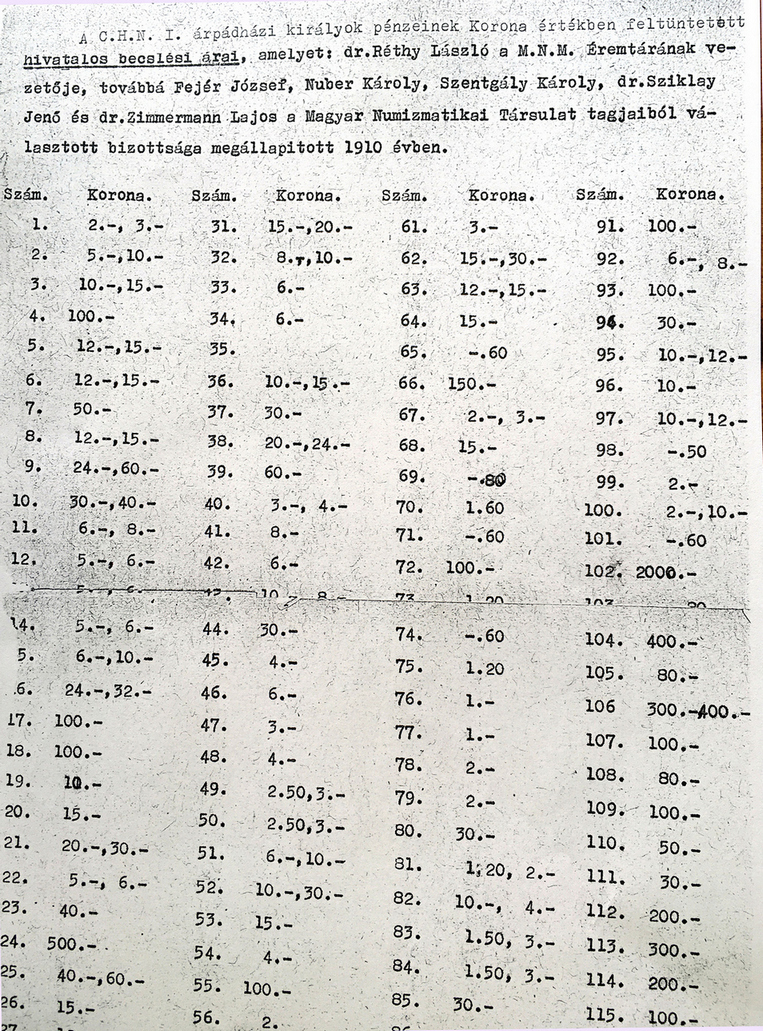 A C.H.N. I. árpádházi királyok pénzeinek Korona értékben feltüntetett
hivatalos becslési árai, amelyet: dr.Réthy László a M.N.M. Éremtárának ve-
zetője, továbbá Fejér József, Nuber Károly, Szentgály Károly, dr.Sziklay
Jenő és dr.Zimmermann Lajos a Magyar Numizmatikai Társulat tagjaiból vá-
lasztott bizottsága megállapitott 1910 évben.
Szám. Korona. Szám. Korona. Szám. Korona. Szám. Korona.
1. 2.-, 3.- 31. 15.-,20.- 61. 3.- 91. 100.-
2. 5.-,10.- 32. 8.-,10.- 62. 15.-,30.- 92. 6.-, 8.-
3. 10.-,15.- 33. 6.- 63. 12.-,15.- 93. 100.-
4. 100.- 34. 6.- 64. 15.- 94. 30.-
5. 12.-,15.- 35. 65. -.60 95. 10.-,12.-
6. 12.-,15.- 36. 10.-,15.- 66. 150.- 96. 10.-
7. 50.- 37. 30.- 67. 2.-, 3.- 97. 10.-,12.-
8. 12.-,15.- 38. 20.-,24.- 68. 15.- 98. -.50
9. 24.-,60.- 39. 60.- 69. -.80 99. 2.-
10. 30.-,40.- 40. 3.-, 4.- 70. 1.60 100. 2.-,10.-
11. 6.-, 8.- 41. 8.- 71. -.60 101. -.60
12. 5.-, 6.- 42. 6.- 72. 100.- 102. 2000.-
73. 1.20
14. 5.-, 6.- 44. 30.- 74. -.60 104. 400.-
5. 6.-,10.- 45. 4.- 75. 1.20 105. 80.-
.6. 24.-,32.- 46. 6.- 76. 1.- 106 300.-400.-
17. 100.- 47. 3.- 77. 1.- 107. 100.-
18. 100.- 48. 4.- 78. 2.- 108. 80.-
19. 10.- 49. 2.50,3.- 79. 2.- 109. 100.-
20. 15.- 50. 2.50,3.- 80. 30.- 110. 50.-
21. 20.-,30.- 51. 6.-,10.- 81. 1.20, 2.- 111. 30.-
22. 5.-, 6.- 52. 10.-,30.- 82. 10.-, 4.- 112. 200.-
23. 40.- 53. 15.- 83. 1.50, 3.- 113. 300.-
24. 500.- 54. 4.- 84. 1.50, 3.- 114. 200.-
25. 40.-,60.- 55. 100.- 85. 30.- 115. 100.-
26. 15.- 56. 2.